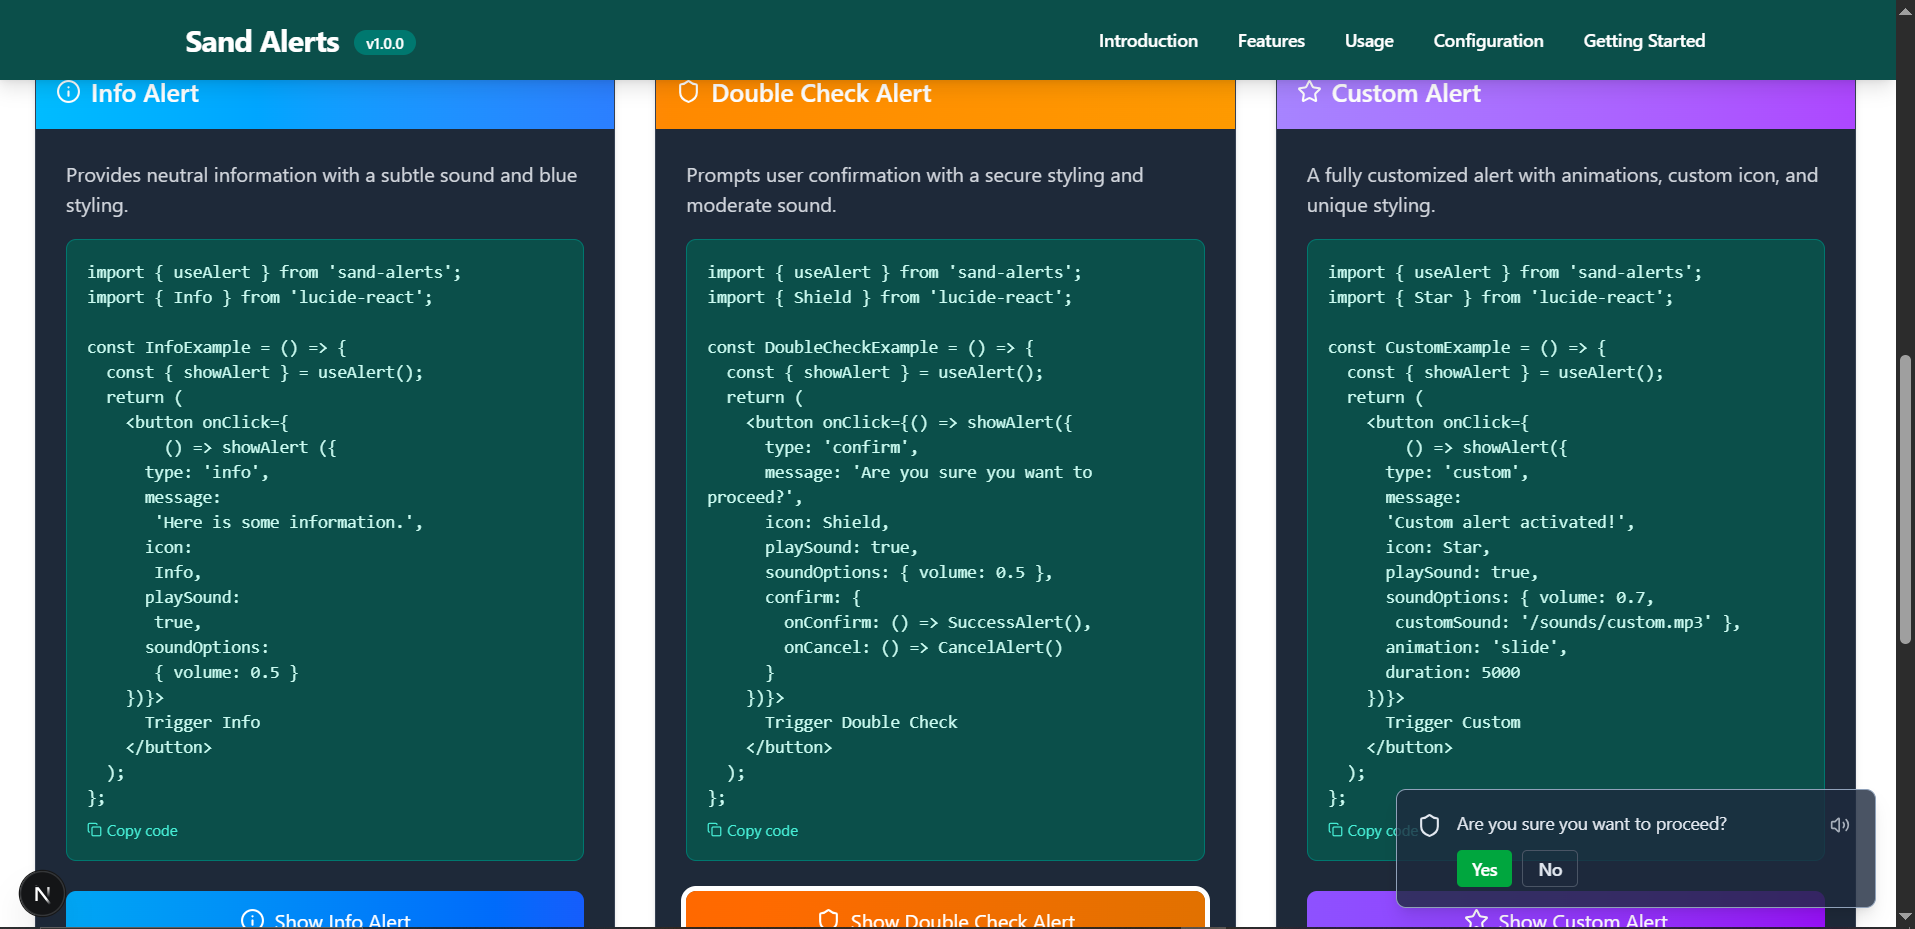 Sand Alerts v1.0.0 Introduction Features Usage Configuration Getting Started
Info Alert
Provides neutral information with a subtle sound and blue
styling.
import { useAlert } from 'sand-alerts';
import { Info } from 'lucide-react';
const InfoExample = () => {
const { showAlert } = useAlert();
return (
<button onClick={
() => showAlert ({
type: 'info',
message:
'Here is some information.',
icon:
Info,
playSound:
true,
soundOptions:
{ volume: 0.5 }
})}>
Trigger Info
</button>
);
};
Copy code
Show Info Alert
Double Check Alert
Prompts user confirmation with a secure styling and
moderate sound.
import { useAlert } from 'sand-alerts';
import { Shield } from 'lucide-react';
const DoubleCheckExample = () => {
const { showAlert } = useAlert();
return (
<button onClick={() => showAlert({
type: 'confirm',
message: 'Are you sure you want to
proceed?',
icon: Shield,
playSound: true,
soundOptions: { volume: 0.5 },
confirm: {
onConfirm: () => SuccessAlert(),
onCancel: () => CancelAlert()
}
})}>
Trigger Double Check
</button>
);
};
Copy code
Show Double Check Alert
Custom Alert
A fully customized alert with animations, custom icon, and
unique styling.
import { useAlert } from 'sand-alerts';
import { Star } from 'lucide-react';
const CustomExample = () => {
const { showAlert } = useAlert();
return (
<button onClick={
() => showAlert({
type: 'custom',
message:
'Custom alert activated!',
icon: Star,
playSound: true,
soundOptions: { volume: 0.7,
customSound: '/sounds/custom.mp3' },
animation: 'slide',
duration: 5000
})}>
Trigger Custom
</button>
);
};
Copy code
Show Custom Alert
Are you sure you want to proceed?
Yes No
N